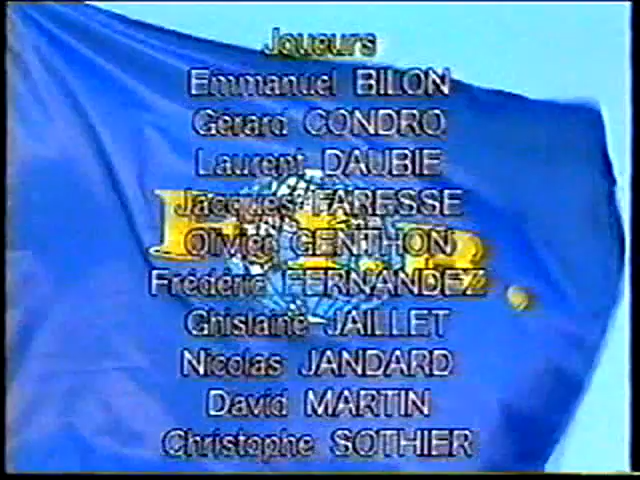 Joueurs
Emmanuel BILON
Gérard CONDRO
Laurent DAUBIE
Jacques FARESSE
Olivier GENTHON
Frédéric FERNANDEZ
Ghislaine JAILLET
Nicolas JANDARD
David MARTIN
Christophe SOTHIER